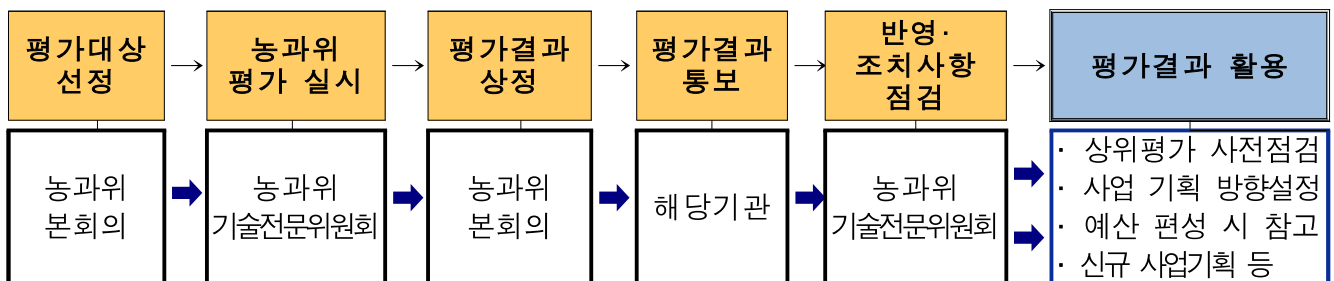 평가대상
선정
→
농과위
평가 실시
→
평가결과
상정
→
평가결과
통보
→
반영·
조치사항
점검
→
평가결과 활용
농과위
본회의
농과위
기술전문위원회
농과위
본회의
해당기관
농과위
기술전문위원회
· 상위평가 사전점검
· 사업 기획 방향설정
· 예산 편성 시 참고
· 신규 사업기획 등